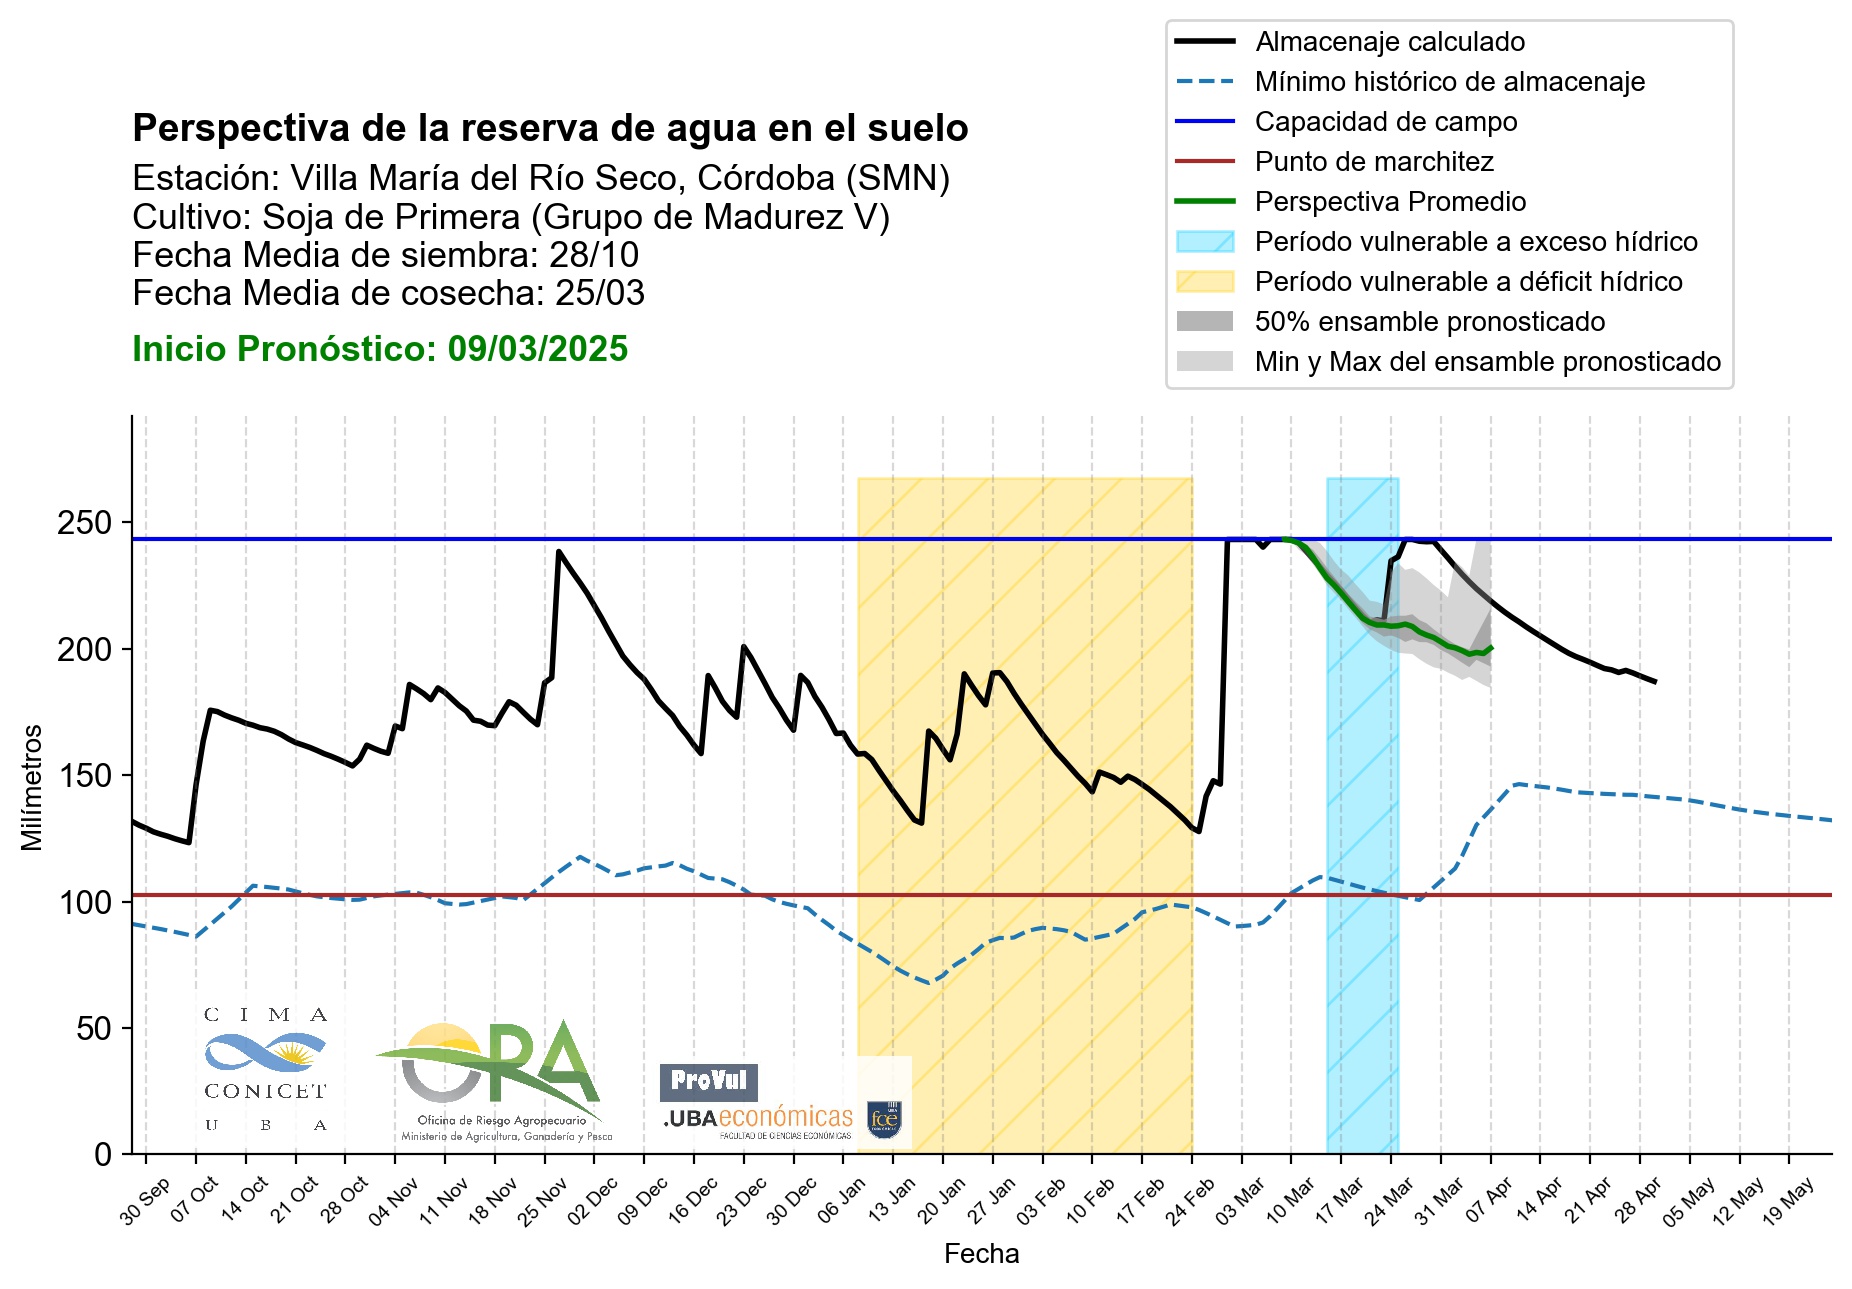 Almacenaje calculado
Mínimo histórico de almacenaje
Capacidad de campo
Punto de marchitez
Perspectiva Promedio
Período vulnerable a exceso hídrico
Período vulnerable a déficit hídrico
50% ensamble pronosticado
Min y Max del ensamble pronosticado
Perspectiva de la reserva de agua en el suelo
Estación: Villa María del Río Seco, Córdoba (SMN)
Cultivo: Soja de Primera (Grupo de Madurez V)
Fecha Media de siembra: 28/10
Fecha Media de cosecha: 25/03
Inicio Pronóstico: 09/03/2025
Milímetros
250
200
150
100
50
0
CIMA
CONICET
UBA
ORA
Oficina de Riesgo Agropecuario
Ministerio de Agricultura, Ganadería y Pesca
ProVul
.UBAeconómicas
FACULTAD DE CIENCIAS ECONÓMICAS
fce
30 Sep
07 Oct
14 Oct
21 Oct
28 Oct
04 Nov
11 Nov
18 Nov
25 Nov
02 Dec
09 Dec
16 Dec
23 Dec
30 Dec
06 Jan
13 Jan
20 Jan
27 Jan
03 Feb
10 Feb
17 Feb
24 Feb
03 Mar
10 Mar
17 Mar
24 Mar
31 Mar
07 Apr
14 Apr
21 Apr
28 Apr
05 May
12 May
19 May
Fecha